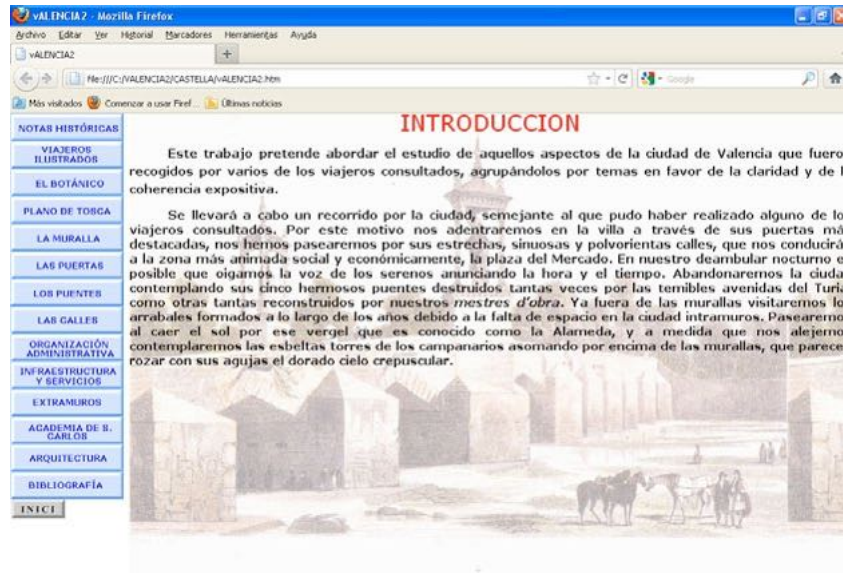 vALENCIA2 - Mozilla Firefox
Archivo Editar Ver Historial Marcadores Herramientas Ayuda
vALENCIA2 +
file:///C:/VALENCIA2/CASTELLA/vALENCIA2.htm
Google
Más visitados Comenzar a usar Firef... Últimas noticias
NOTAS HISTÓRICAS
VIAJEROS
ILUSTRADOS
EL BOTÁNICO
PLANO DE TOSCA
LA MURALLA
LAS PUERTAS
LOS PUENTES
LAS CALLES
ORGANIZACIÓN
ADMINISTRATIVA
INFRAESTRUCTURA
Y SERVICIOS
EXTRAMUROS
ACADEMIA DE S.
CARLOS
ARQUITECTURA
BIBLIOGRAFÍA
INICI
INTRODUCCION
Este trabajo pretende abordar el estudio de aquellos aspectos de la ciudad de Valencia que fuero
recogidos por varios de los viajeros consultados, agrupándolos por temas en favor de la claridad y de l
coherencia expositiva.
Se llevará a cabo un recorrido por la ciudad, semejante al que pudo haber realizado alguno de lo
viajeros consultados. Por este motivo nos adentraremos en la villa a través de sus puertas má
destacadas, nos hemos pasearemos por sus estrechas, sinuosas y polvorientas calles, que nos conducirá
a la zona más animada social y económicamente, la plaza del Mercado. En nuestro deambular nocturno e
posible que oigamos la voz de los serenos anunciando la hora y el tiempo. Abandonaremos la ciuda
contemplando sus cinco hermosos puentes destruidos tantas veces por las temibles avenidas del Turi
como otras tantas reconstruidos por nuestros mestres d'obra. Ya fuera de las murallas visitaremos lo
arrabales formados a lo largo de los años debido a la falta de espacio en la ciudad intramuros. Pasearemo
al caer el sol por ese vergel que es conocido como la Alameda, y a medida que nos alejemo
contemplaremos las esbeltas torres de los campanarios asomando por encima de las murallas, que parece
rozar con sus agujas el dorado cielo crepuscular.